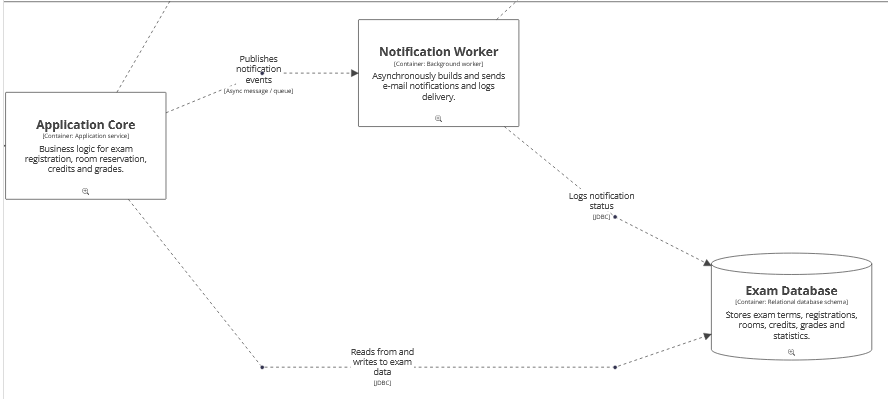 Publishes
notification
events
[Async message / queue]
Notification Worker
[Container: Background worker]
Asynchronously builds and sends
e-mail notifications and logs
delivery.
Application Core
[Container: Application service]
Business logic for exam
registration, room reservation,
credits and grades.
Logs notification
status
[JDBC]
Exam Database
[Container: Relational database schema]
Stores exam terms, registrations,
rooms, credits, grades and
statistics.
Reads from and
writes to exam
data
[JDBC]